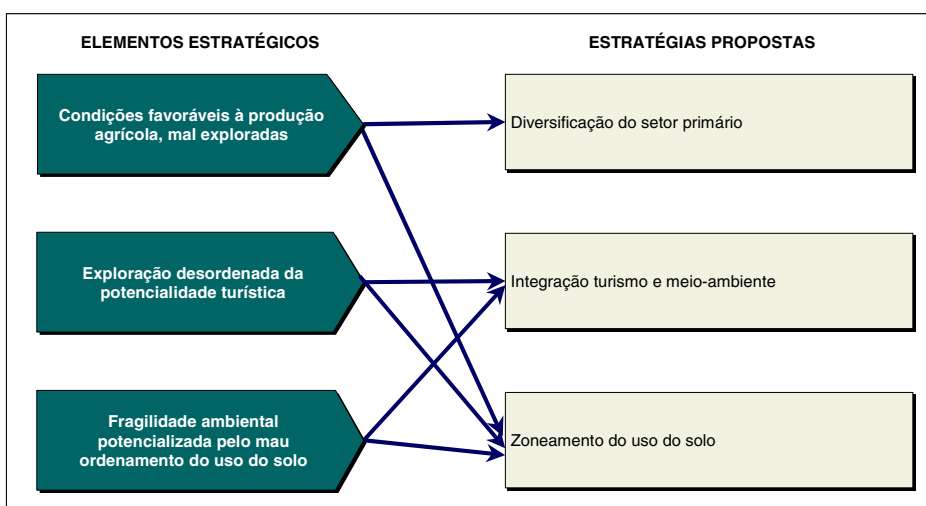 ELEMENTOS ESTRATÉGICOS
ESTRATÉGIAS PROPOSTAS
Condições favoráveis à produção
agrícola, mal exploradas
Diversificação do setor primário
Exploração desordenada da
potencialidade turística
Integração turismo e meio-ambiente
Fragilidade ambiental
potencializada pelo mau
ordenamento do uso do solo
Zoneamento do uso do solo